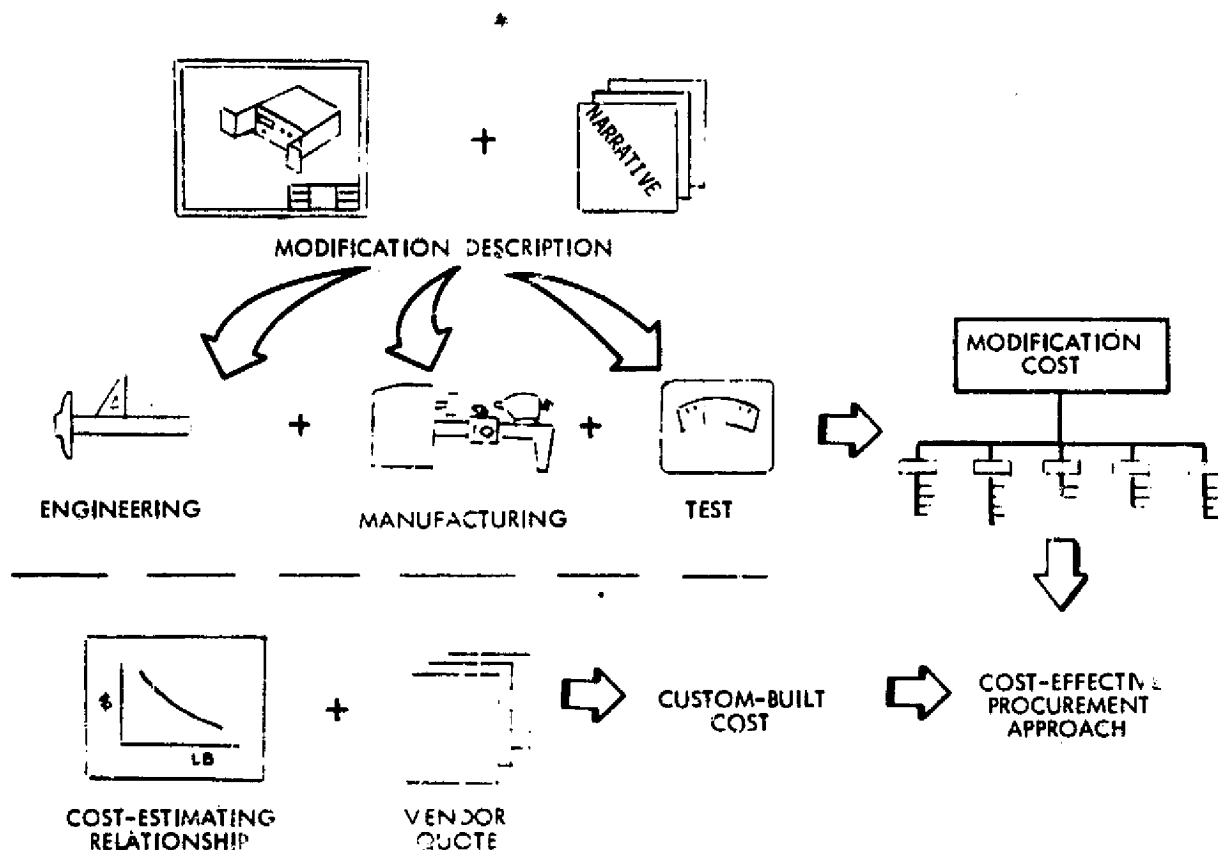 NARRATIVE
MODIFICATION DESCRIPTION
MODIFICATION
COST
ENGINEERING
+
MANUFACTURING
+
TEST
$
LB
+
CUSTOM-BUILT
COST
COST-EFFECTIVE
PROCUREMENT
APPROACH
COST-ESTIMATING
RELATIONSHIP
VENDOR
QUOTE